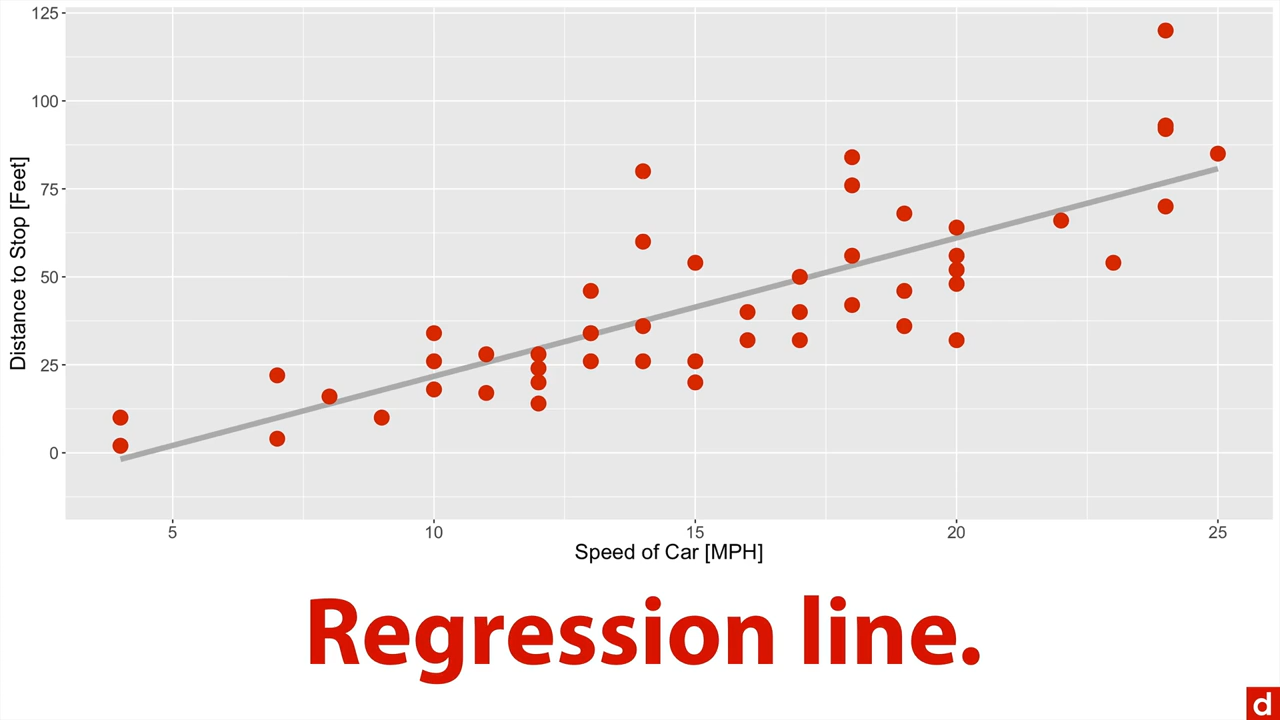 125
100
75
50
25
0
Distance to Stop [Feet]
5 10 15 20 25
Speed of Car [MPH]
Regression line.
d